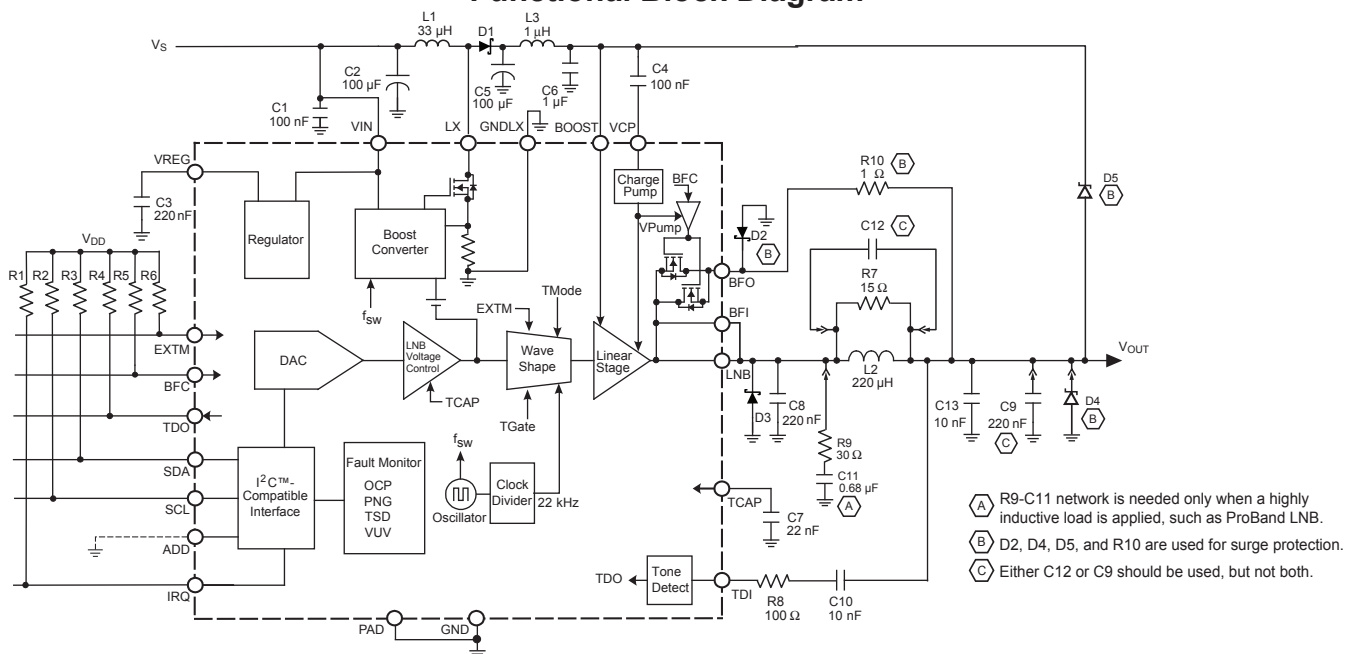 Functional Block Diagram
L1
33 µH
D1
L3
1 µH
VS
C2
100 µF
C5
100 µF
C6
1 µF
C4
100 nF
C1
100 nF
VIN
LX
GNDLX
BOOST
VCP
VREG
R10
1 Ω
B
D5
B
C3
220 nF
Charge
Pump
BFC
VPump
D2
B
C12
C
Regulator
Boost
Converter
VDD
R1
R2
R3
R4
R5
R6
BFO
R7
15 Ω
fsw
TMode
EXTM
BFI
EXTM
DAC
LNB
Voltage
Control
Wave
Shape
Linear
Stage
LNB
L2
220 µH
VOUT
BFC
TCAP
TGate
D3
C8
220 nF
C13
10 nF
C9
220 nF
C
D4
B
TDO
R9
30 Ω
C11
0.68 µF
A
SDA
I2C™-
Compatible
Interface
Fault Monitor
OCP
PNG
TSD
VUV
fsw
Oscillator
Clock
Divider
22 kHz
TCAP
C7
22 nF
SCL
ADD
IRQ
TDO
Tone
Detect
TDI
R8
100 Ω
C10
10 nF
PAD
GND
A R9-C11 network is needed only when a highly
inductive load is applied, such as ProBand LNB.
B D2, D4, D5, and R10 are used for surge protection.
C Either C12 or C9 should be used, but not both.